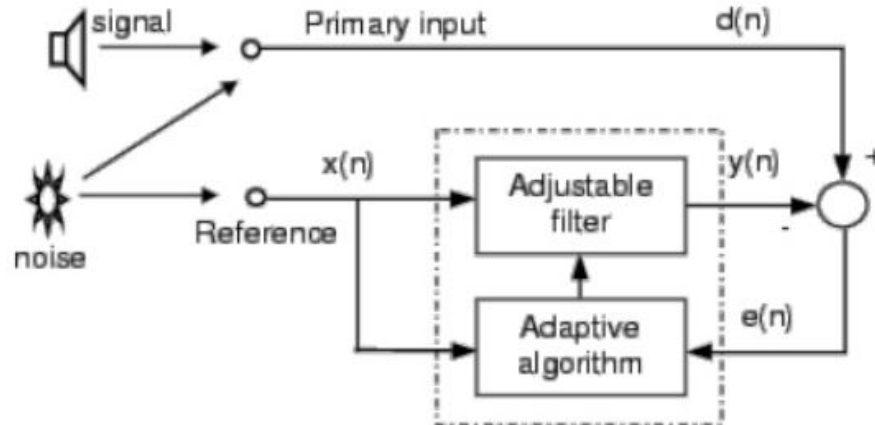 signal
Primary input
d(n)
x(n)
Adjustable
filter
y(n)
+
-
Reference
noise
Adaptive
algorithm
e(n)